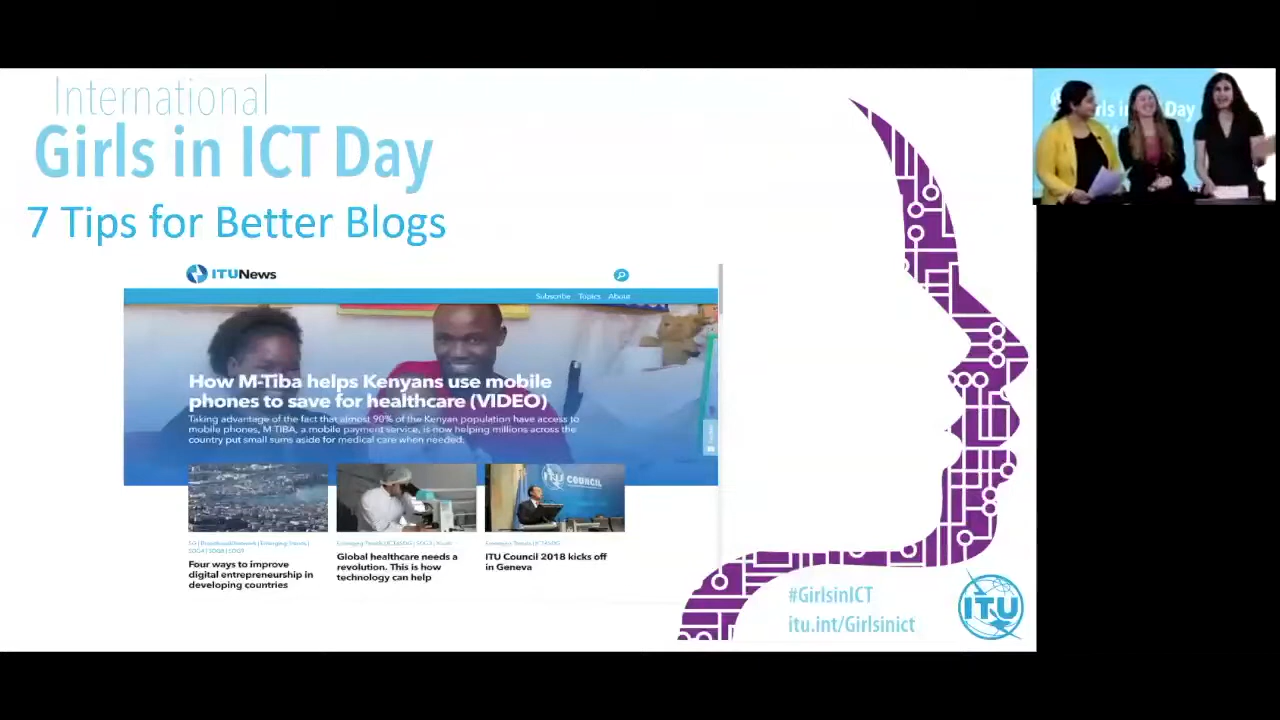 International
Girls in ICT Day
7 Tips for Better Blogs
ITUNews
Subscribe Topics About
How M-Tiba helps Kenyans use mobile
phones to save for healthcare (VIDEO)
Taking advantage of the fact that almost 90% of the Kenyan population have access to
mobile phones, M-TIBA, a mobile payment service, is now helping millions across the
country put small sums aside for medical care when needed.
ITU
COUNCIL
Four ways to improve
digital entrepreneurship in
developing countries
Global healthcare needs a
revolution. This is how
technology can help
ITU Council 2018 kicks off
in Geneva
#GirlsinICT
itu.int/Girlsinict
ITU
Girls in Day